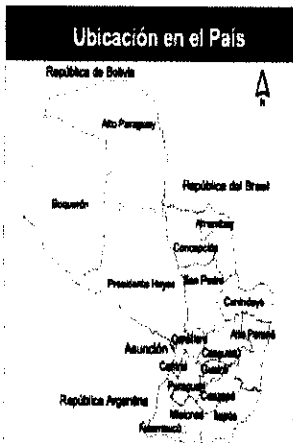 Ubicación en el País
República de Bolivia
N
Alto Paraguay
República del Brasil
Boquerón
Amambay
Concepción
Presidente Hayes
San Pedro
Canindeyú
Cordillera
Alto Paraná
Asunción
Caaguazú
Central
Guairá
Paraguarí
Caazapá
República Argentina
Misiones
Itapúa
Ñeembucú